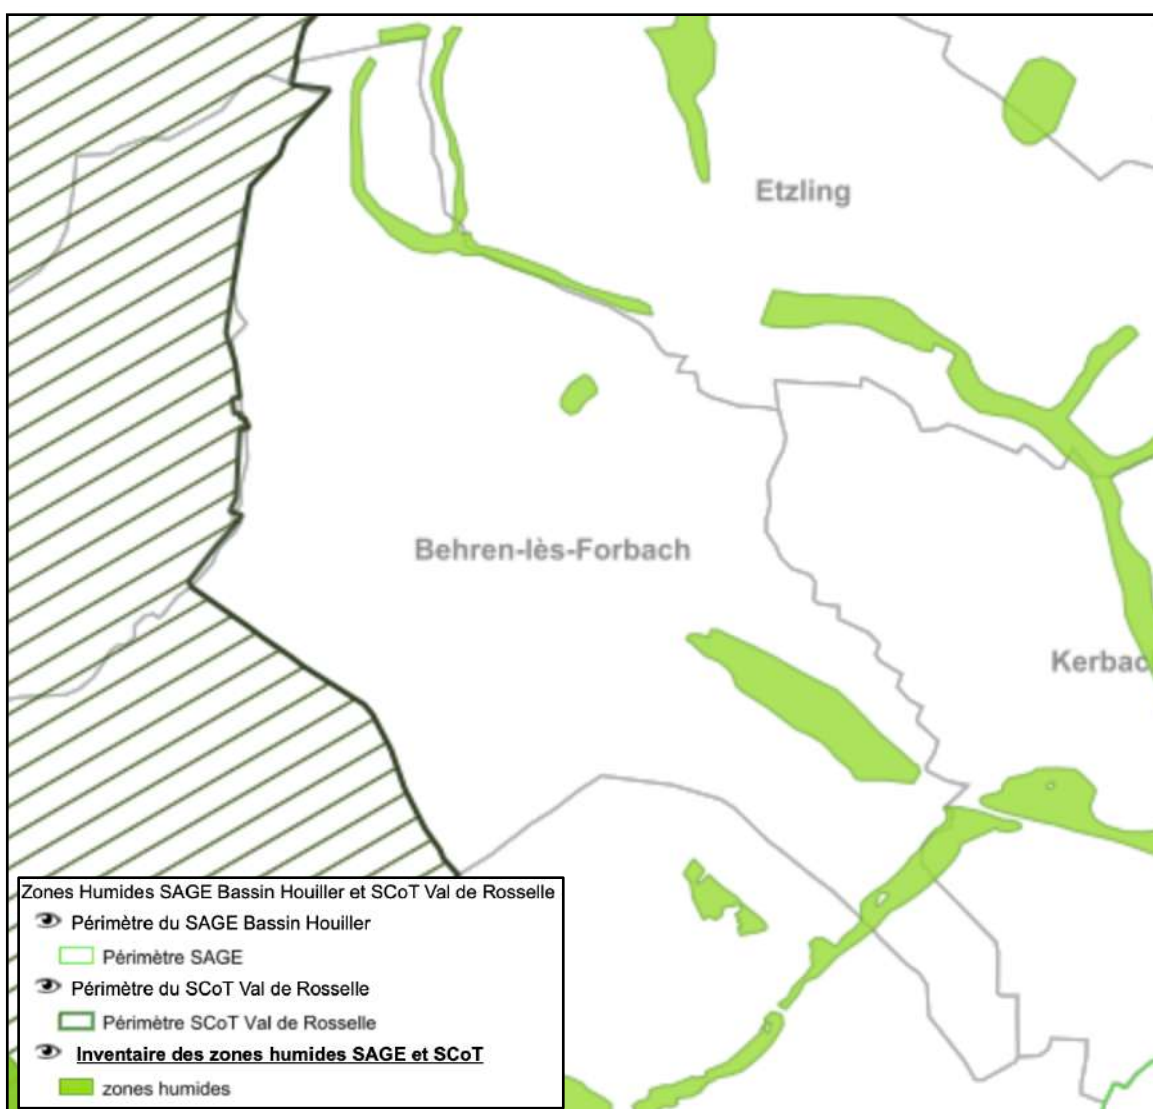 Etzling
Behren-lès-Forbach
Kerbac
Zones Humides SAGE Bassin Houiller et SCoT Val de Rosselle
Périmètre du SAGE Bassin Houiller
Périmètre SAGE
Périmètre du SCoT Val de Rosselle
Périmètre SCoT Val de Rosselle
Inventaire des zones humides SAGE et SCoT
zones humides